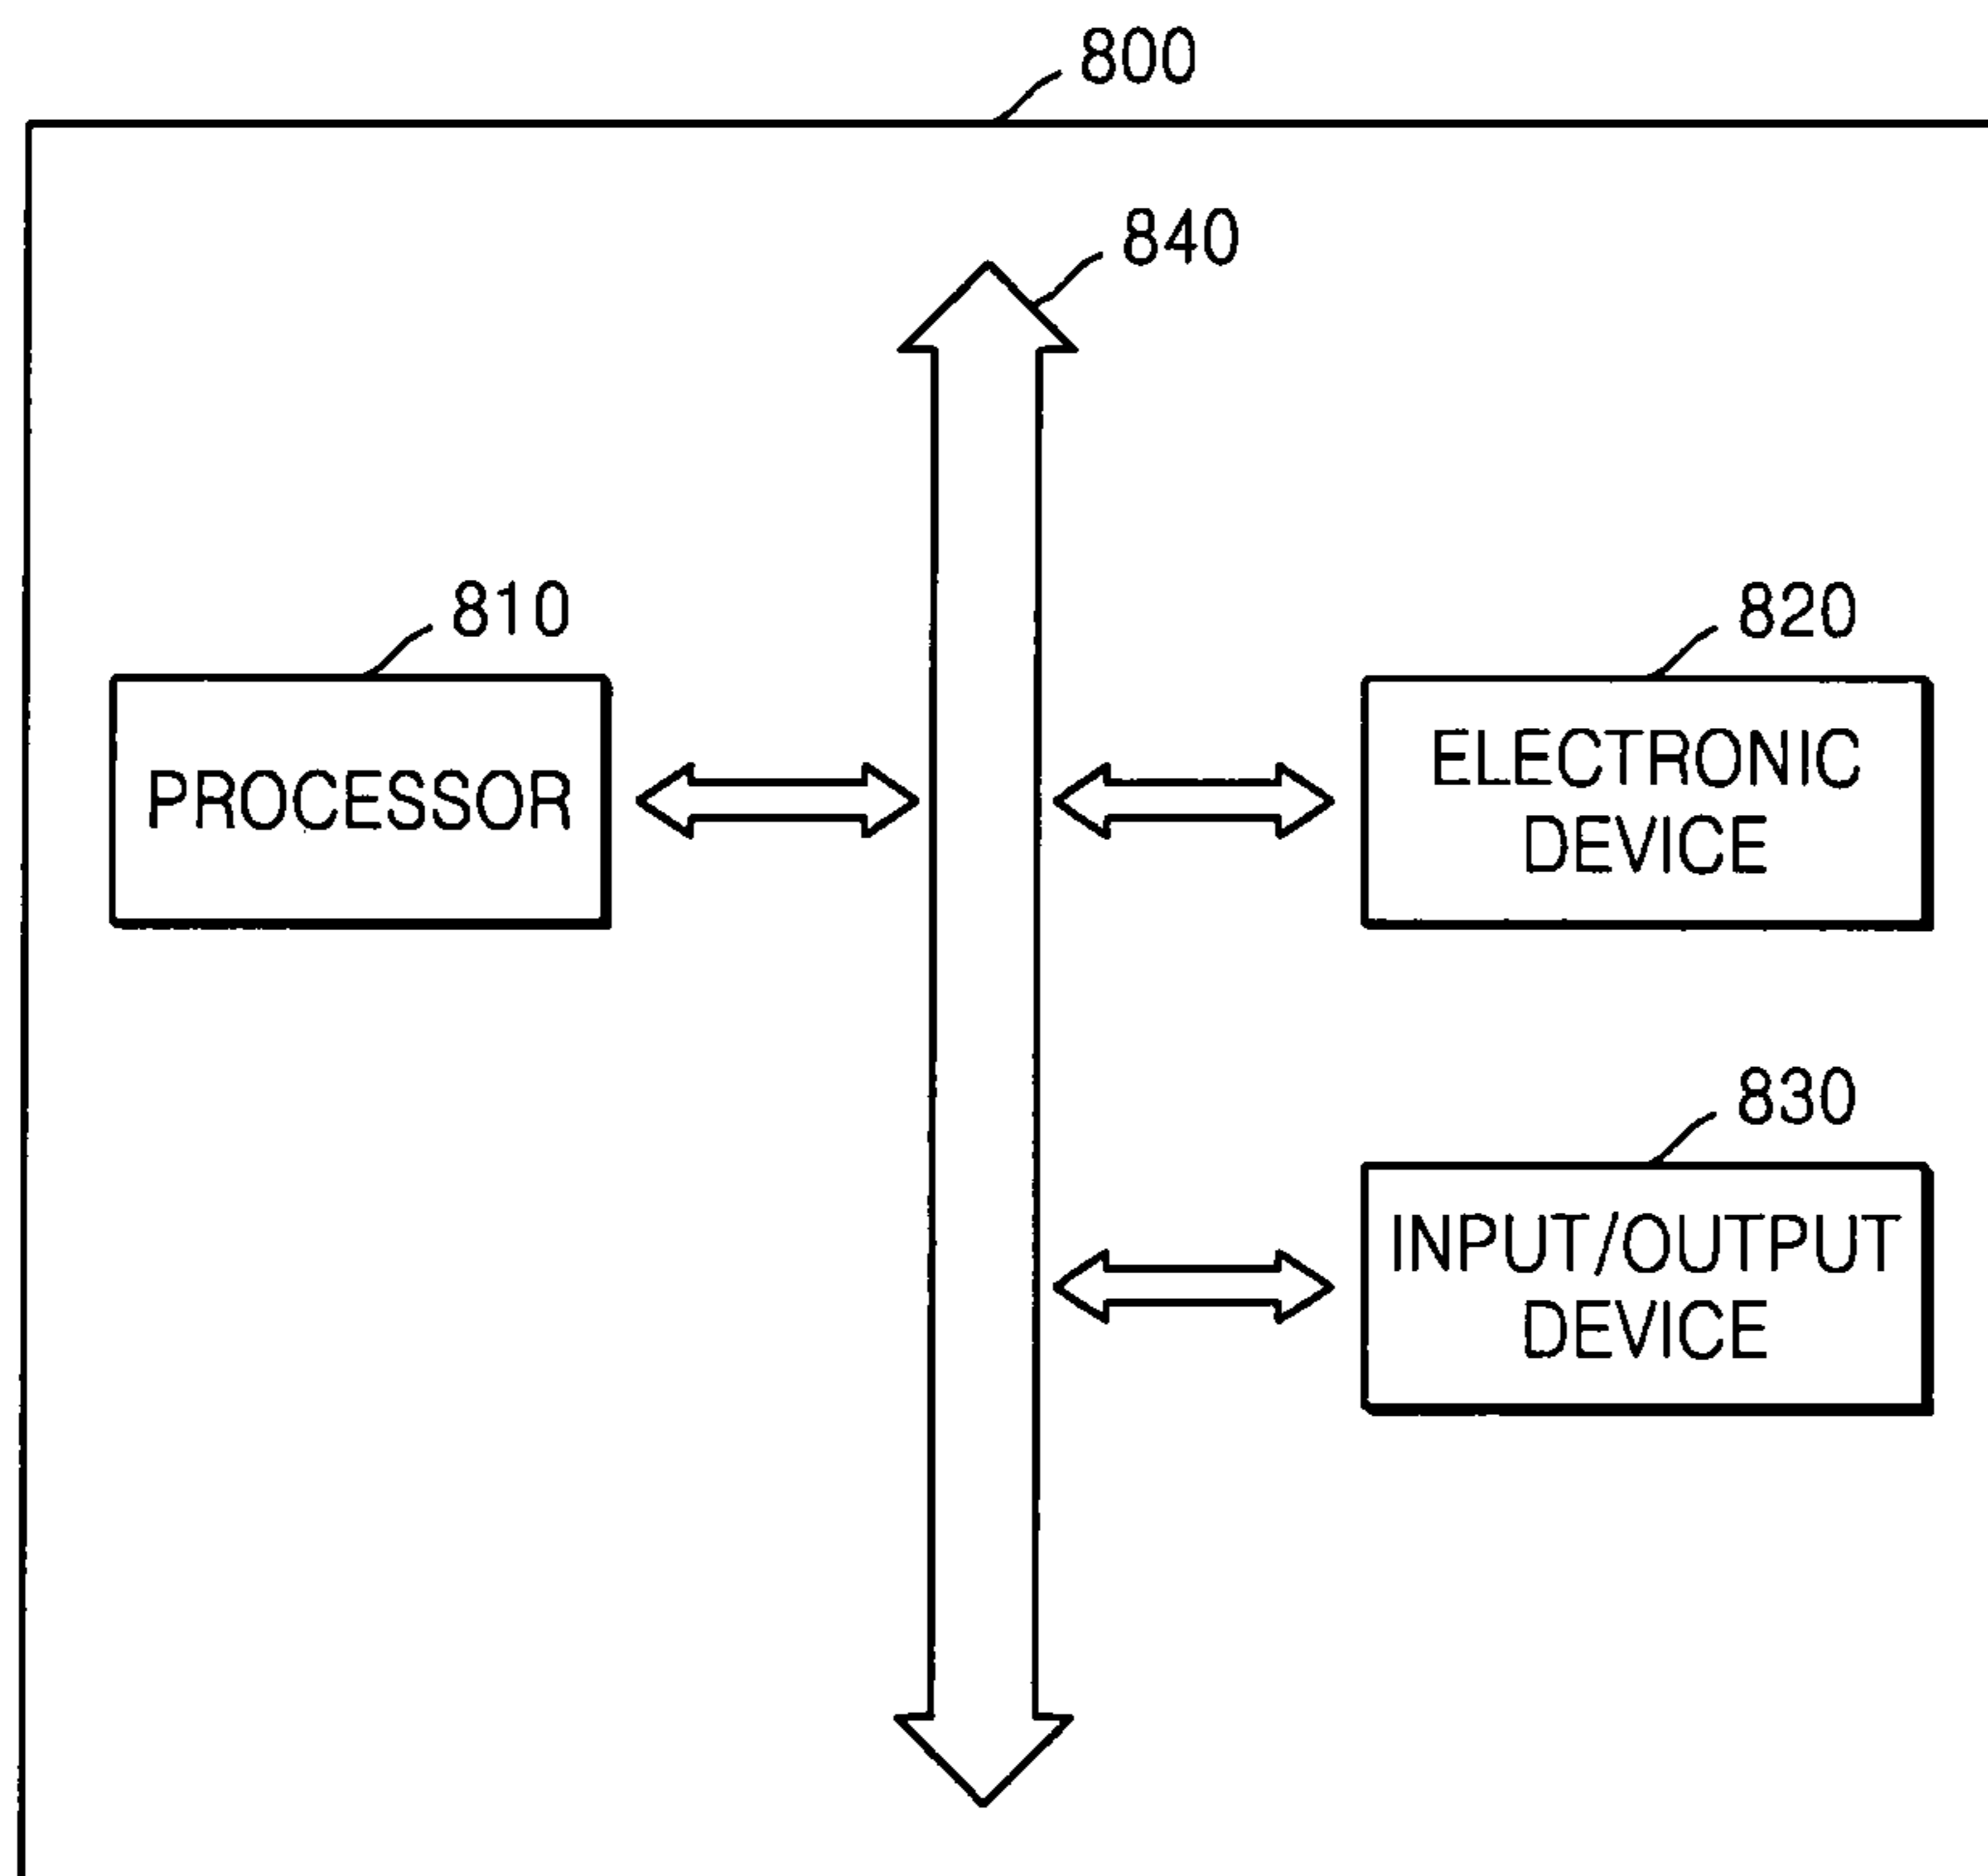 800
840
810
820
PROCESSOR
ELECTRONIC
DEVICE
830
INPUT/OUTPUT
DEVICE